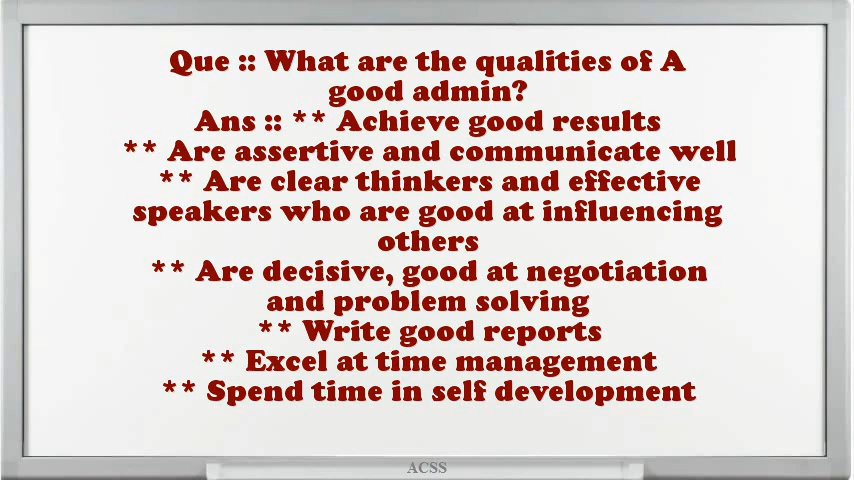 Que :: What are the qualities of A
good admin?
Ans :: ** Achieve good results
** Are assertive and communicate well
** Are clear thinkers and effective
speakers who are good at influencing
others
** Are decisive, good at negotiation
and problem solving
** Write good reports
** Excel at time management
** Spend time in self development
ACSS